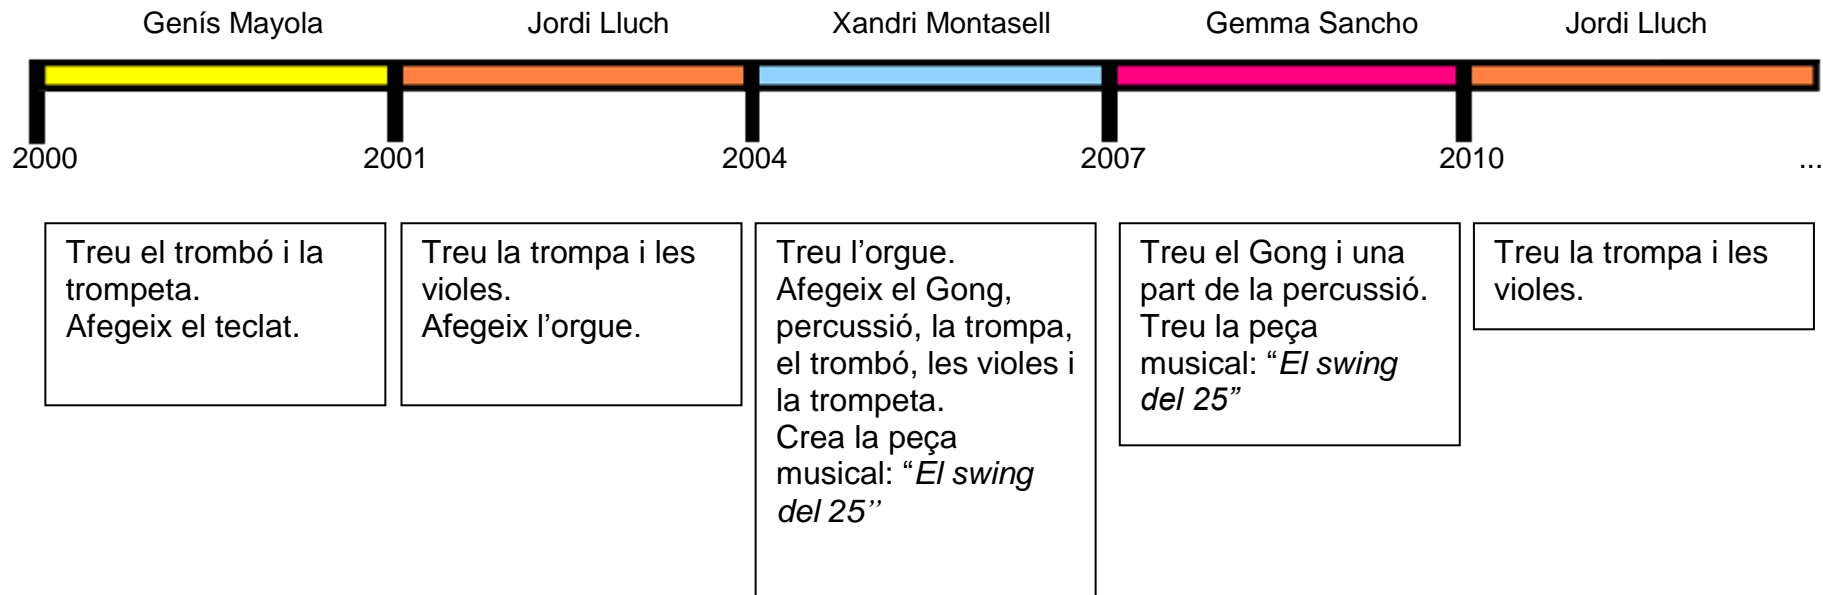 Genís Mayola
Jordi Lluch
Xandri Montasell
Gemma Sancho
Jordi Lluch
2000
2001
2004
2007
2010
...
Treu el trombó i la
trompeta.
Afegeix el teclat.
Treu la trompa i les
violes.
Afegeix l’orgue.
Treu l’orgue.
Afegeix el Gong,
percussió, la trompa,
el trombó, les violes i
la trompeta.
Crea la peça
musical: “El swing
del 25’’
Treu el Gong i una
part de la percussió.
Treu la peça
musical: “El swing
del 25”
Treu la trompa i les
violes.